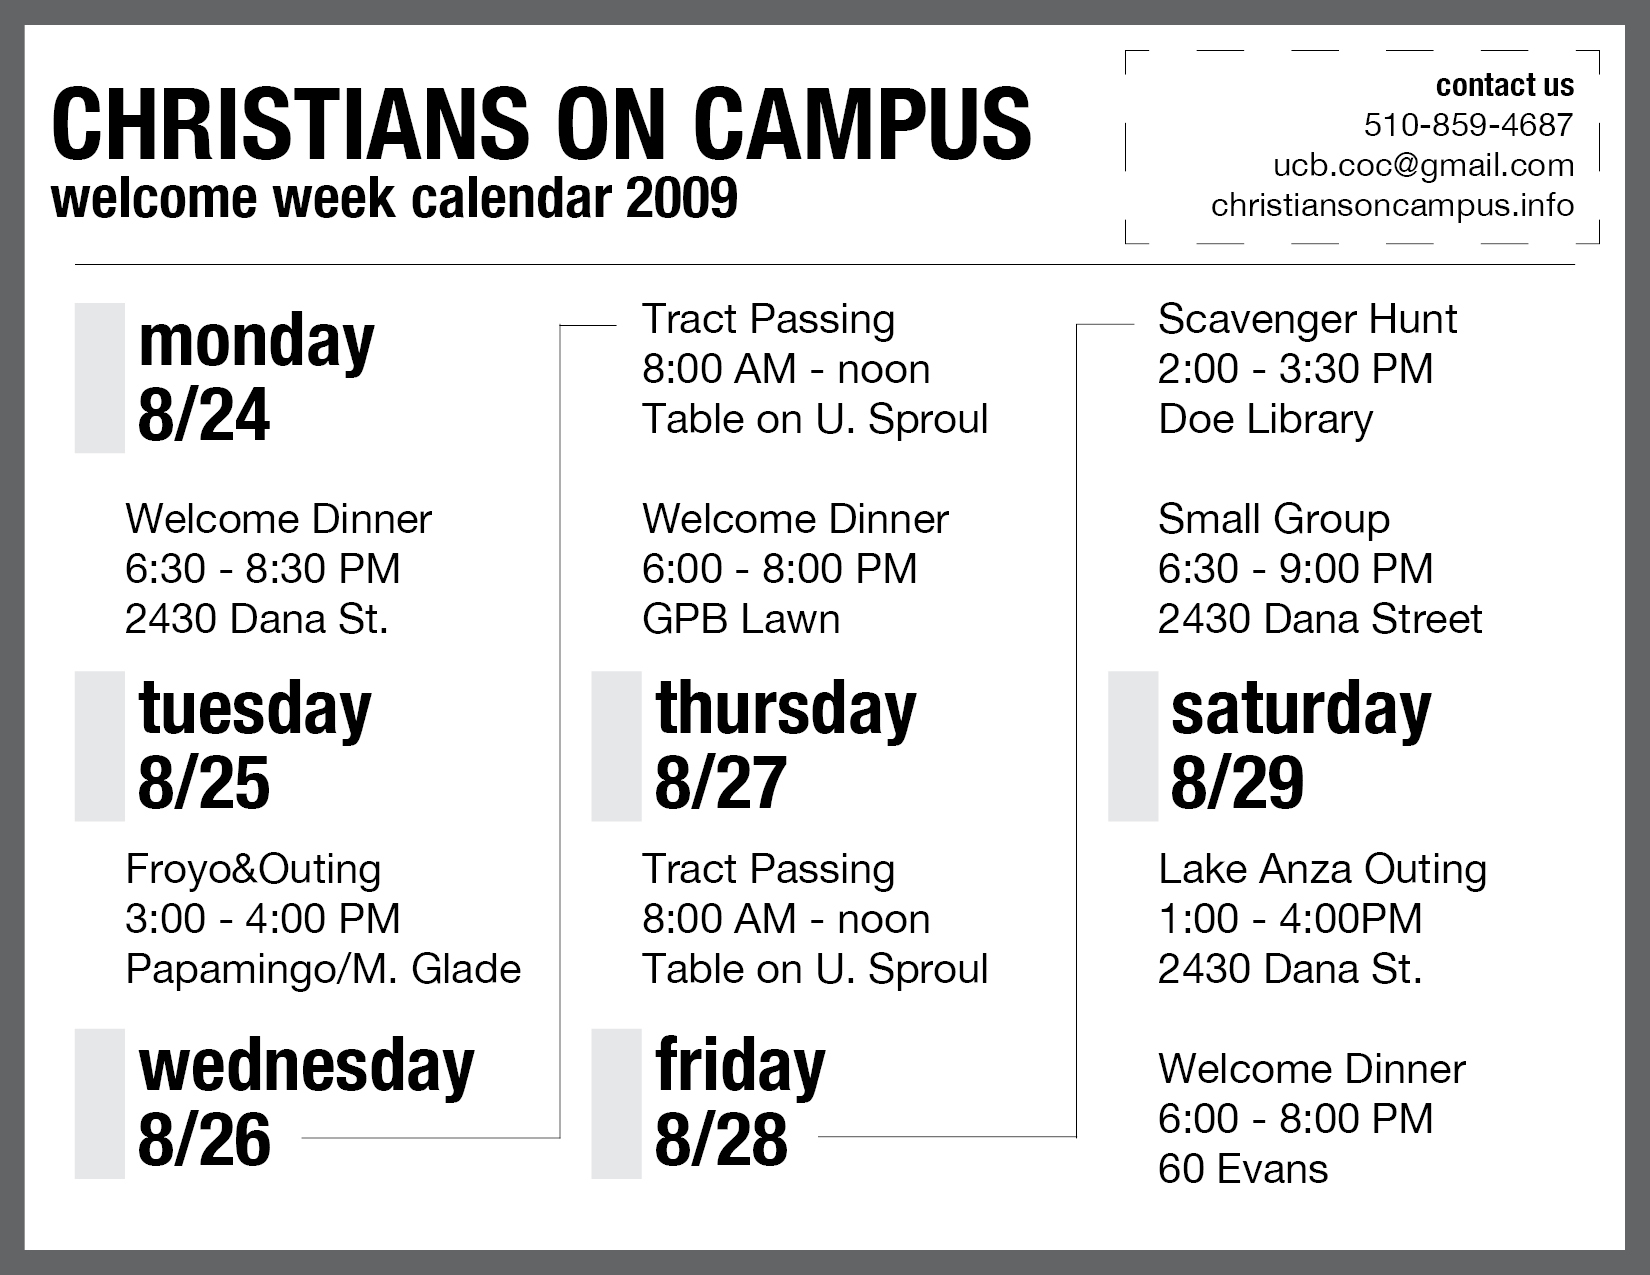 CHRISTIANS ON CAMPUS
welcome week calendar 2009
contact us
510-859-4687
ucb.coc@gmail.com
christiansoncampus.info
monday
8/24
Welcome Dinner
6:30 - 8:30 PM
2430 Dana St.
tuesday
8/25
Froyo&Outing
3:00 - 4:00 PM
Papamingo/M. Glade
wednesday
8/26
Tract Passing
8:00 AM - noon
Table on U. Sproul
Welcome Dinner
6:00 - 8:00 PM
GPB Lawn
thursday
8/27
Tract Passing
8:00 AM - noon
Table on U. Sproul
friday
8/28
Scavenger Hunt
2:00 - 3:30 PM
Doe Library
Small Group
6:30 - 9:00 PM
2430 Dana Street
saturday
8/29
Lake Anza Outing
1:00 - 4:00PM
2430 Dana St.
Welcome Dinner
6:00 - 8:00 PM
60 Evans